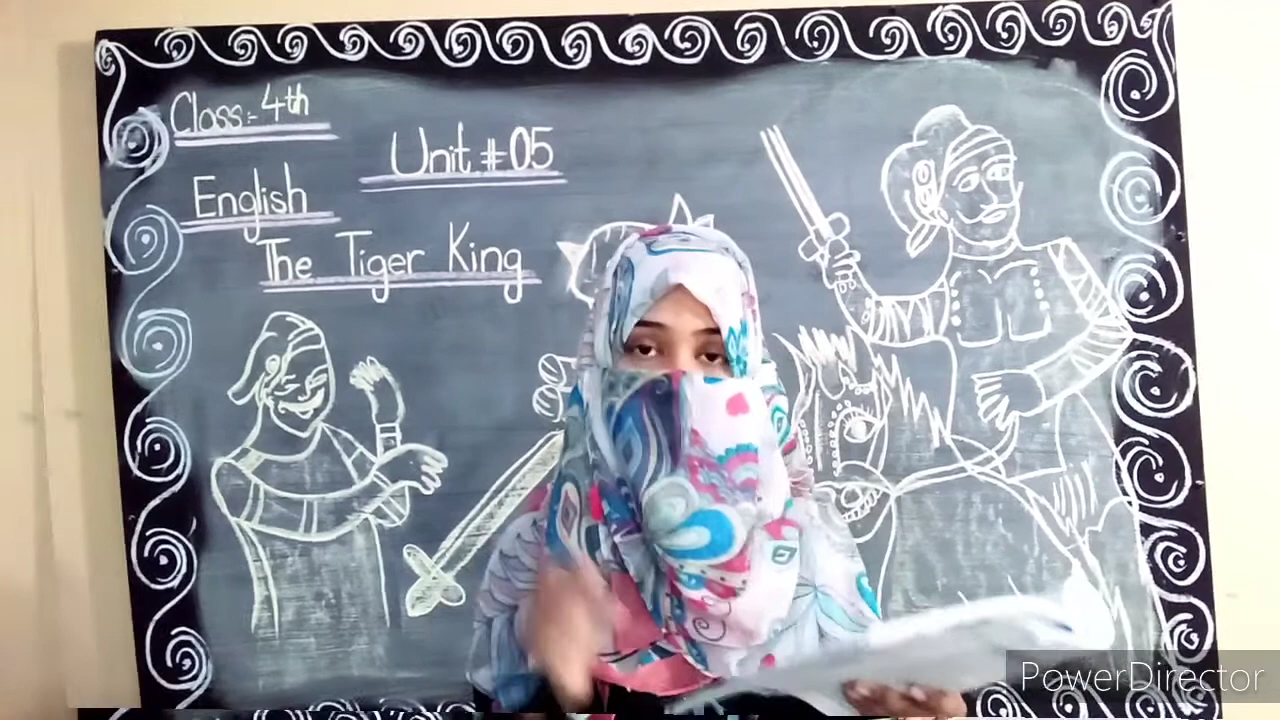 Class:- 4th
Unit # 05
English
The Tiger King
PowerDirector